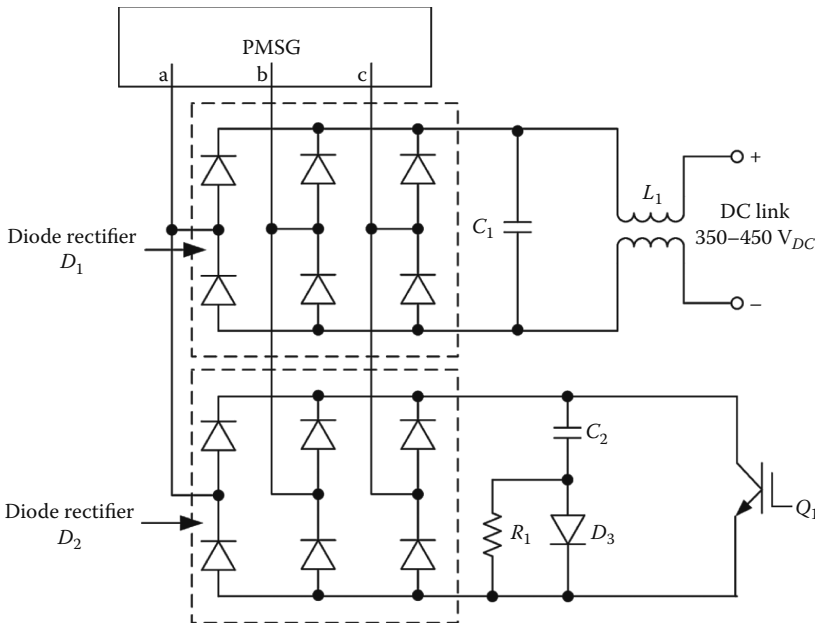 PMSG
a b c
Diode rectifier
D1
C1
L1
+
DC link
350–450 VDC
–
Diode rectifier
D2
C2
R1
D3
Q1